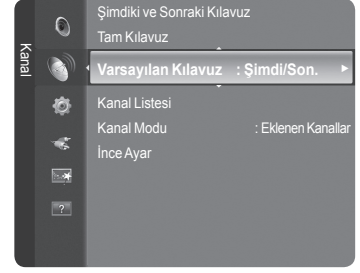 Şimdiki ve Sonraki Kılavuz
Tam Kılavuz
Kanal
Varsayılan Kılavuz : Şimdi/Son.
Kanal Listesi
Kanal Modu : Eklenen Kanallar
İnce Ayar
?